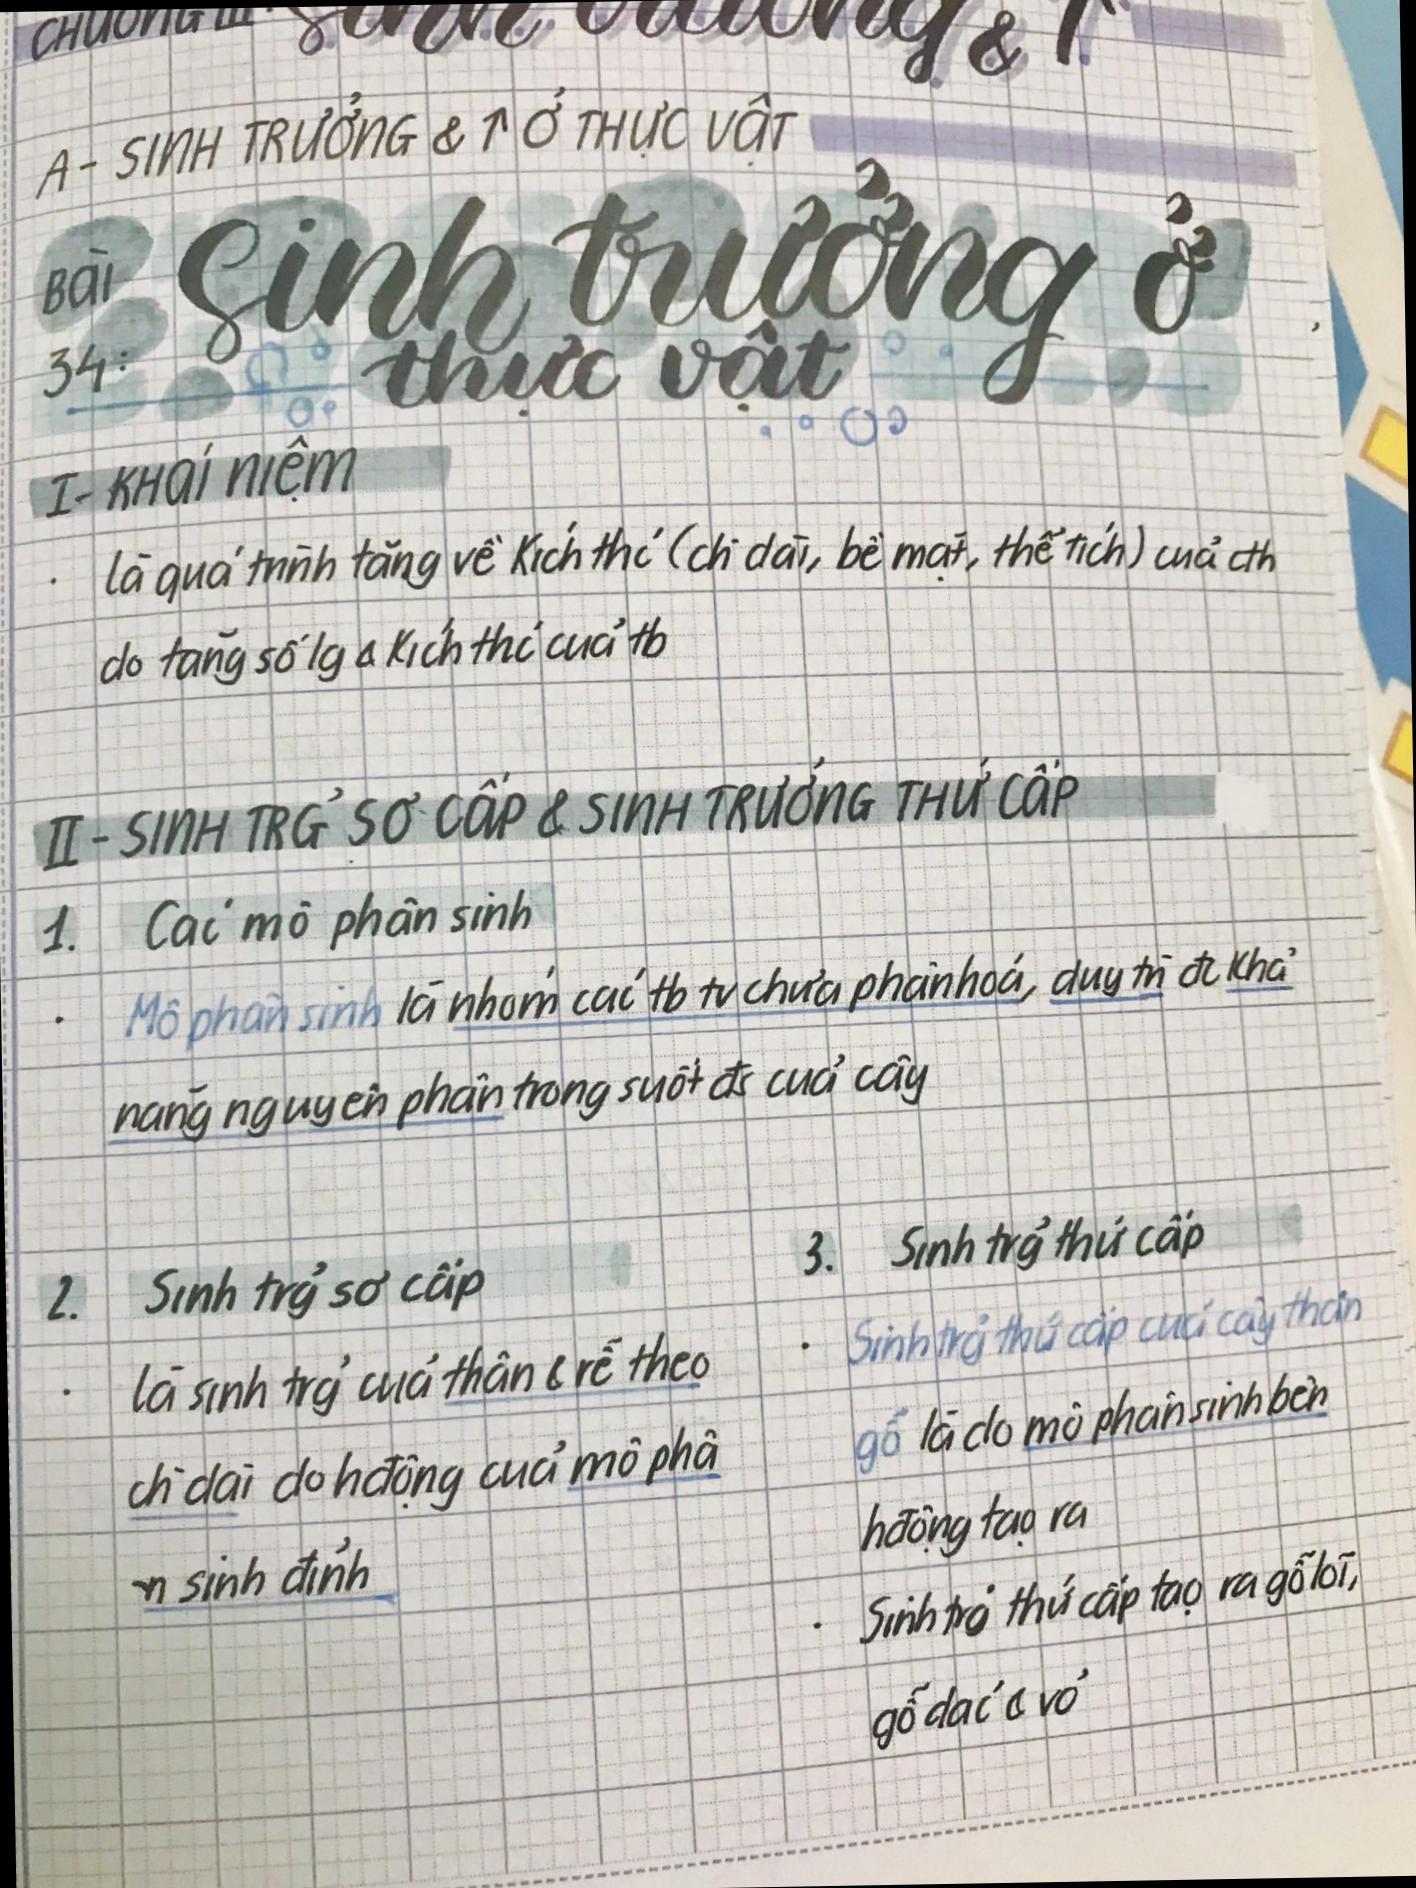 CHƯƠNG III: sinh trưởng & ↑
A - SINH TRƯỞNG & ↑ Ở THỰC VẬT
BÀI 34: sinh trưởng ở
thực vật
I - KHÁI NIỆM
. là quá trình tăng về kích thc (ch` dài, bề mặt, thể tích) của cth
do tăng số lg & kích thc của tb
II - SINH TRG̉ SƠ CẤP & SINH TRƯỞNG THỨ CẤP
1. Các mô phân sinh
. Mô phân sinh là nhóm các tb tv chưa phân hoá, duy trì đc khả
năng nguyên phân trong suốt đs của cây
2. Sinh trg̉ sơ cấp
. là sinh trg̉ của thân & rễ theo
ch` dài do hđộng của mô phâ
n sinh đỉnh
3. Sinh trg̉ thứ cấp
. Sinh trg̉ thứ cấp của cây thân
gỗ là do mô phân sinh bên
hđộng tạo ra
. Sinh trg̉ thứ cấp tạo ra gỗ lõi,
gỗ dác & vỏ